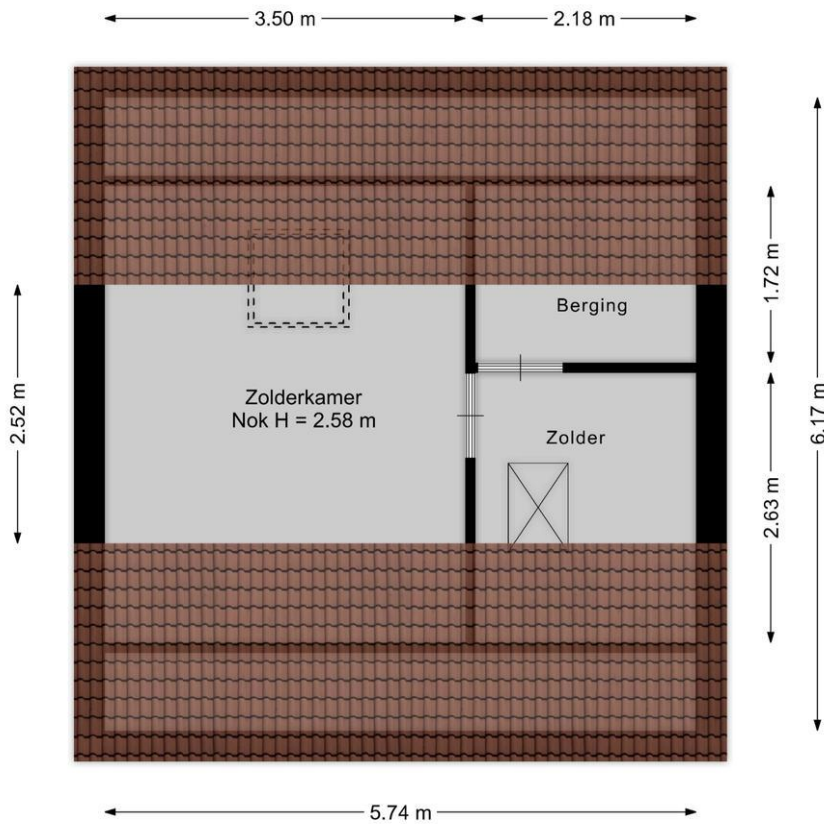 3.50 m
2.18 m
Berging
1.72 m
Zolderkamer
Nok H = 2.58 m
2.52 m
6.17 m
Zolder
2.63 m
5.74 m